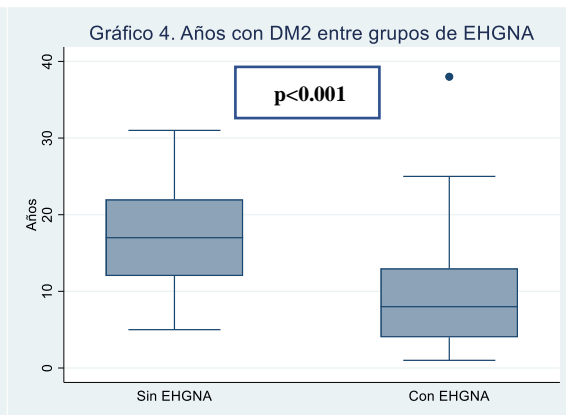 Gráfico 4. Años con DM2 entre grupos de EHGNA
p<0.001
40
30
20
10
0
Años
Sin EHGNA
Con EHGNA